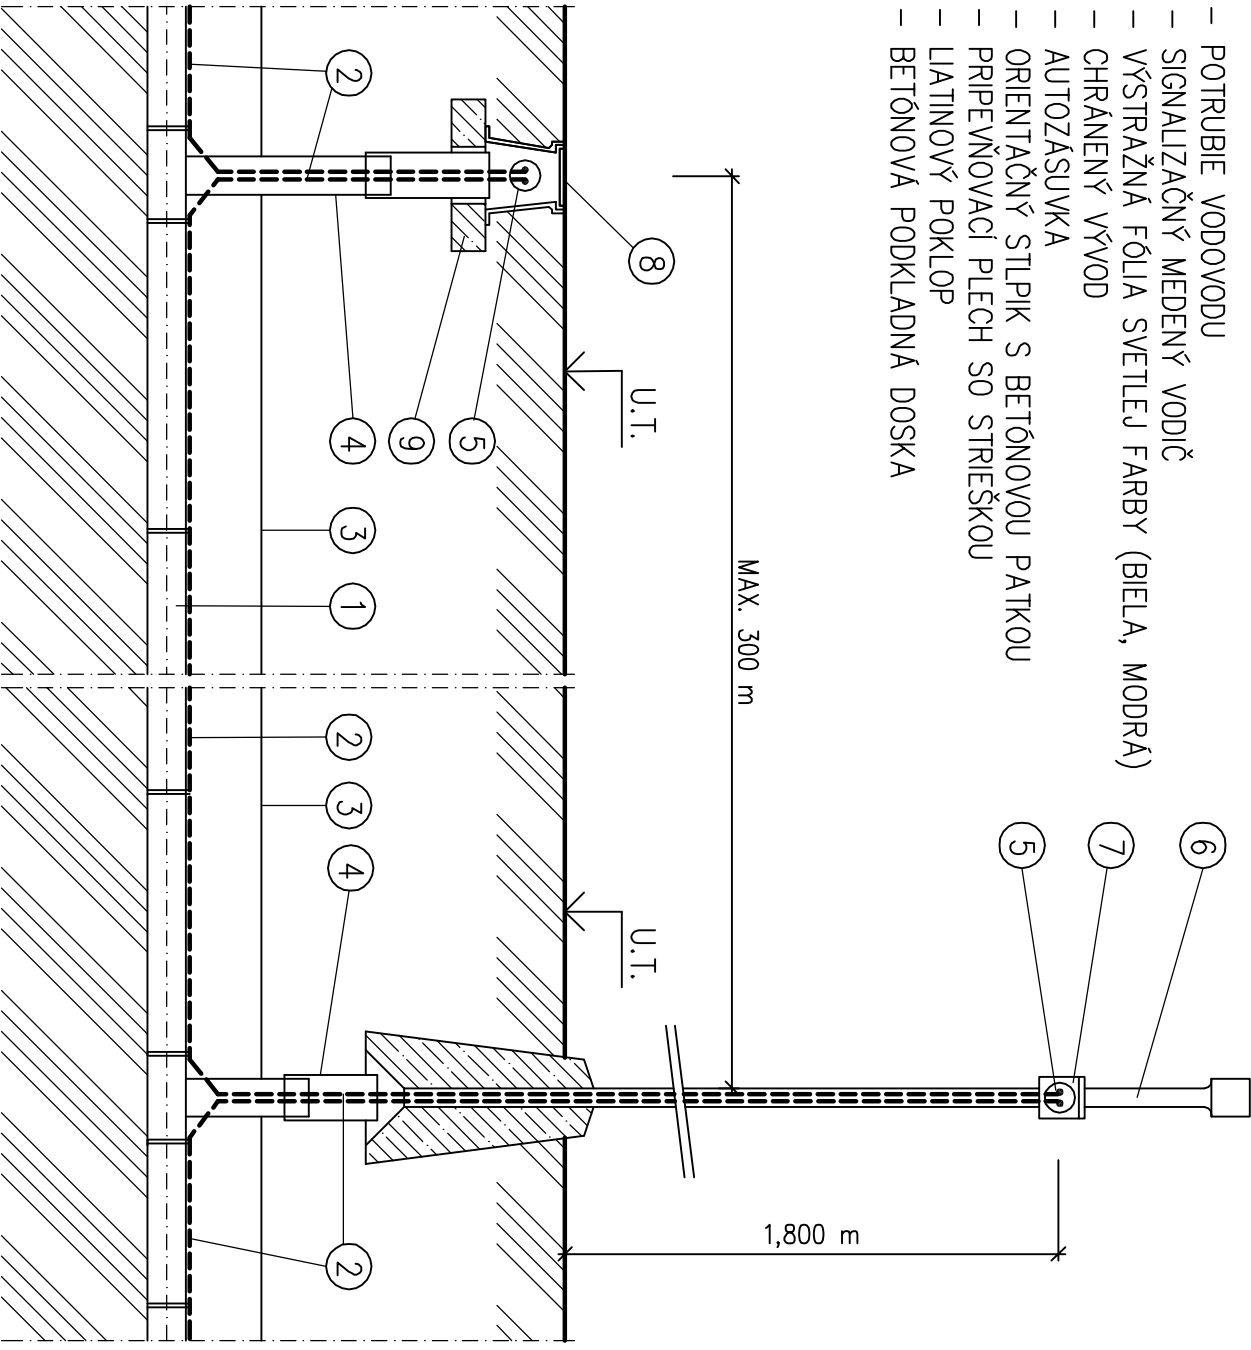 – POTRUBIE VODOVODU
– SIGNALIZAČNÝ MEDENÝ VODIČ
– VÝSTRAŽNÁ FÓLIA SVETLEJ FARBY (BIELA, MODRÁ)
– CHRÁNENÝ VÝVOD
– AUTOZÁSUVKA
– ORIENTAČNÝ STLPIK S BETÓNOVOU PATKOU
– PRIPEVŇOVACÍ PLECH SO STRIEŠKOU
– LIATINOVÝ POKLOP
– BETÓNOVÁ PODKLADNÁ DOSKA
6
7
5
1,800 m
MAX. 300 m
8
U.T.
U.T.
5
9
4
3
1
2
2
3
4
2